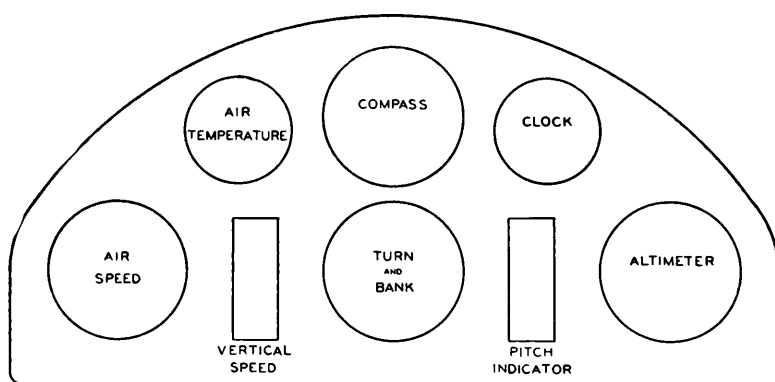 AIR
TEMPERATURE
COMPASS
CLOCK
AIR
SPEED
TURN
AND
BANK
ALTIMETER
VERTICAL
SPEED
PITCH
INDICATOR